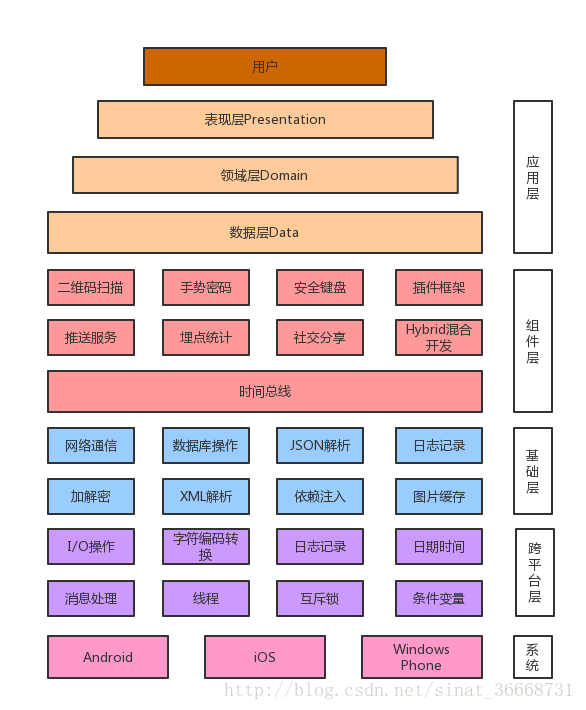 用户
表现层Presentation
领域层Domain
数据层Data
应
用
层
二维码扫描
手势密码
安全键盘
插件框架
推送服务
埋点统计
社交分享
Hybrid混合
开发
时间总线
组
件
层
网络通信
数据库操作
JSON解析
日志记录
加解密
XML解析
依赖注入
图片缓存
基
础
层
I/O操作
字符编码转
换
日志记录
日期时间
消息处理
线程
互斥锁
条件变量
跨
平
台
层
Android
iOS
Windows
Phone
系
统
http://blog.csdn.net/sinat_36668731